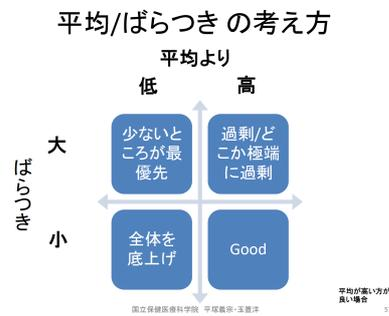 平均/ばらつき の考え方
平均より
低 高
大
ばらつき
小
少ないと
ころが最
優先
過剰/ど
こか極端
に過剰
全体を
底上げ
Good
平均が高い方が
良い場合
国立保健医療科学院 平塚義宗・玉置洋
5